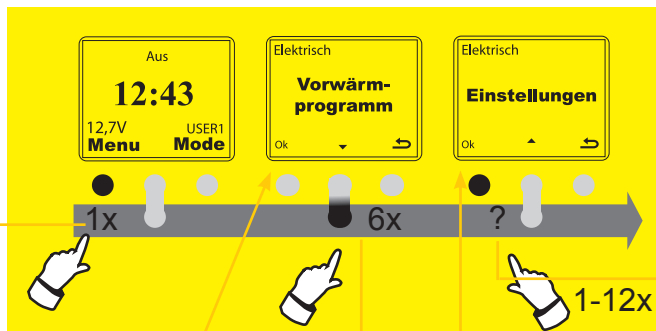 Aus
12:43
12,7V USER1
Menu Mode
Elektrisch
Vorwärm-
programm
Ok
Elektrisch
Einstellungen
Ok
1x 6x ?
1-12x